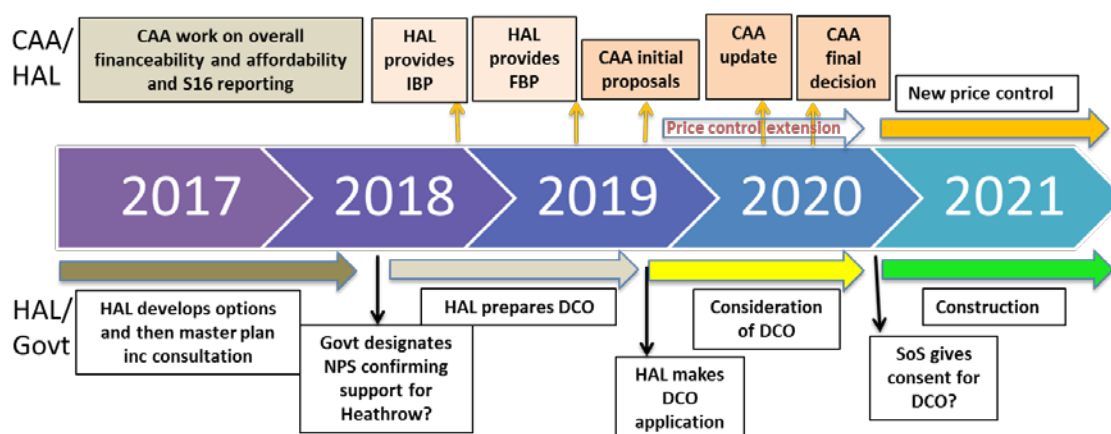 CAA/
HAL
CAA work on overall
financeability and affordability
and S16 reporting
HAL
provides
IBP
HAL
provides
FBP
CAA initial
proposals
CAA
update
CAA
final
decision
New price control
Price control extension
2017
2018
2019
2020
2021
HAL/
Govt
HAL develops options
and then master plan
inc consultation
Govt designates
NPS confirming
support for
Heathrow?
HAL prepares DCO
HAL makes
DCO
application
Consideration
of DCO
SoS gives
consent for
DCO?
Construction